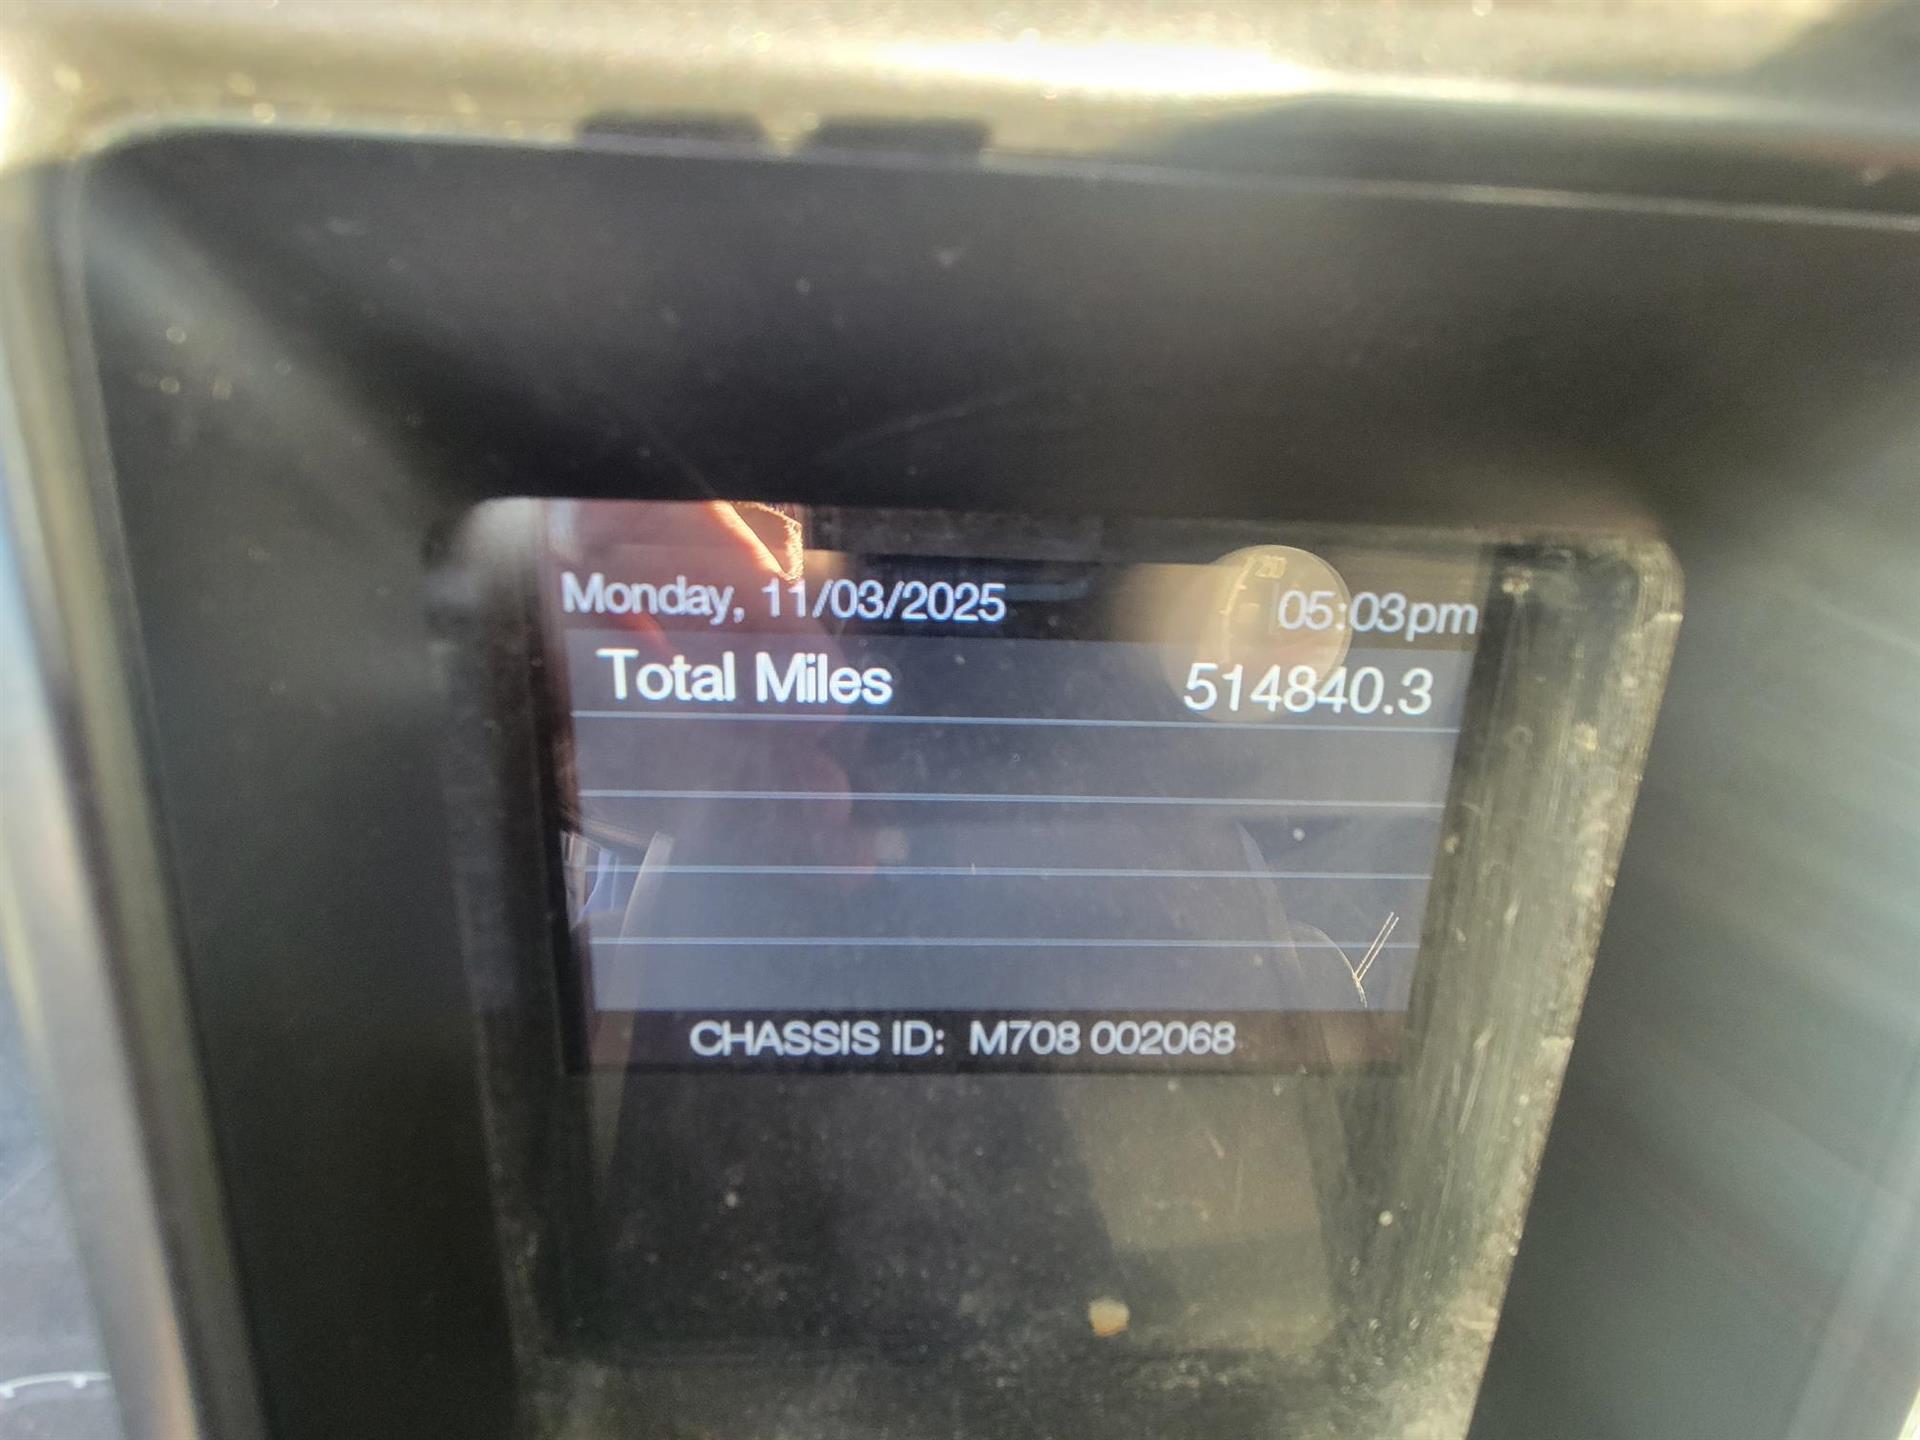 Monday, 11/03/2025 05:03pm
Total Miles 514840.3
CHASSIS ID: M708 002068